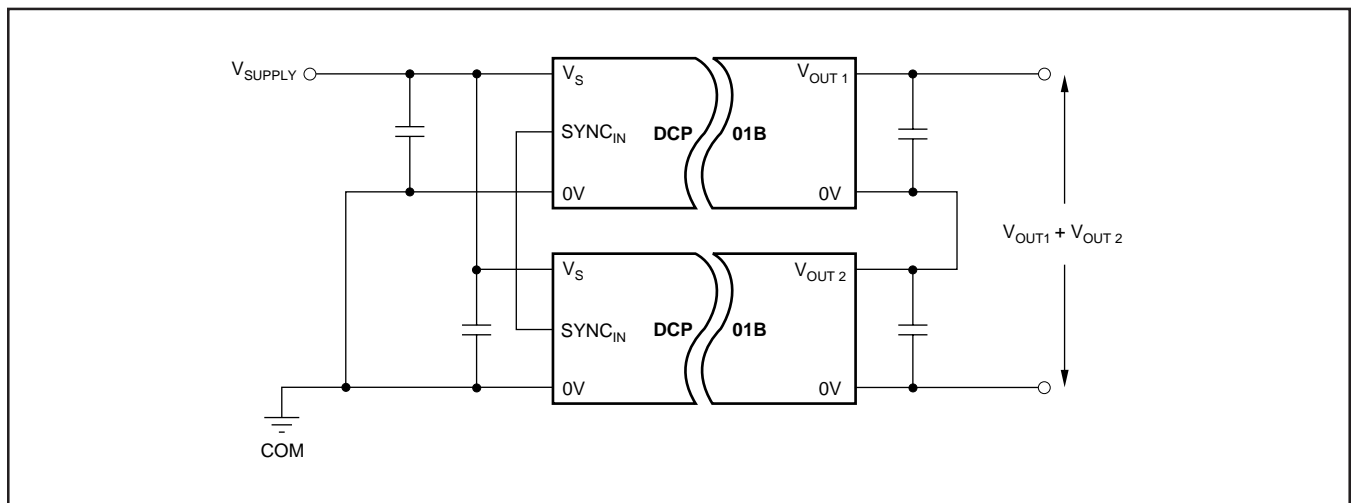 V_SUPPLY
V_S
V_OUT 1
SYNC_IN
DCP 01B
0V
0V
V_OUT1 + V_OUT 2
V_S
V_OUT 2
SYNC_IN
DCP 01B
0V
0V
COM